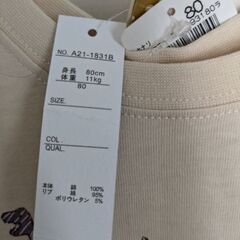 NO. A21-1831B
身長 80cm
体重 11kg
80
SIZE.
COL
QUAL.
本体 綿 100%
リブ 綿 95%
ポリウレタン 5%
80